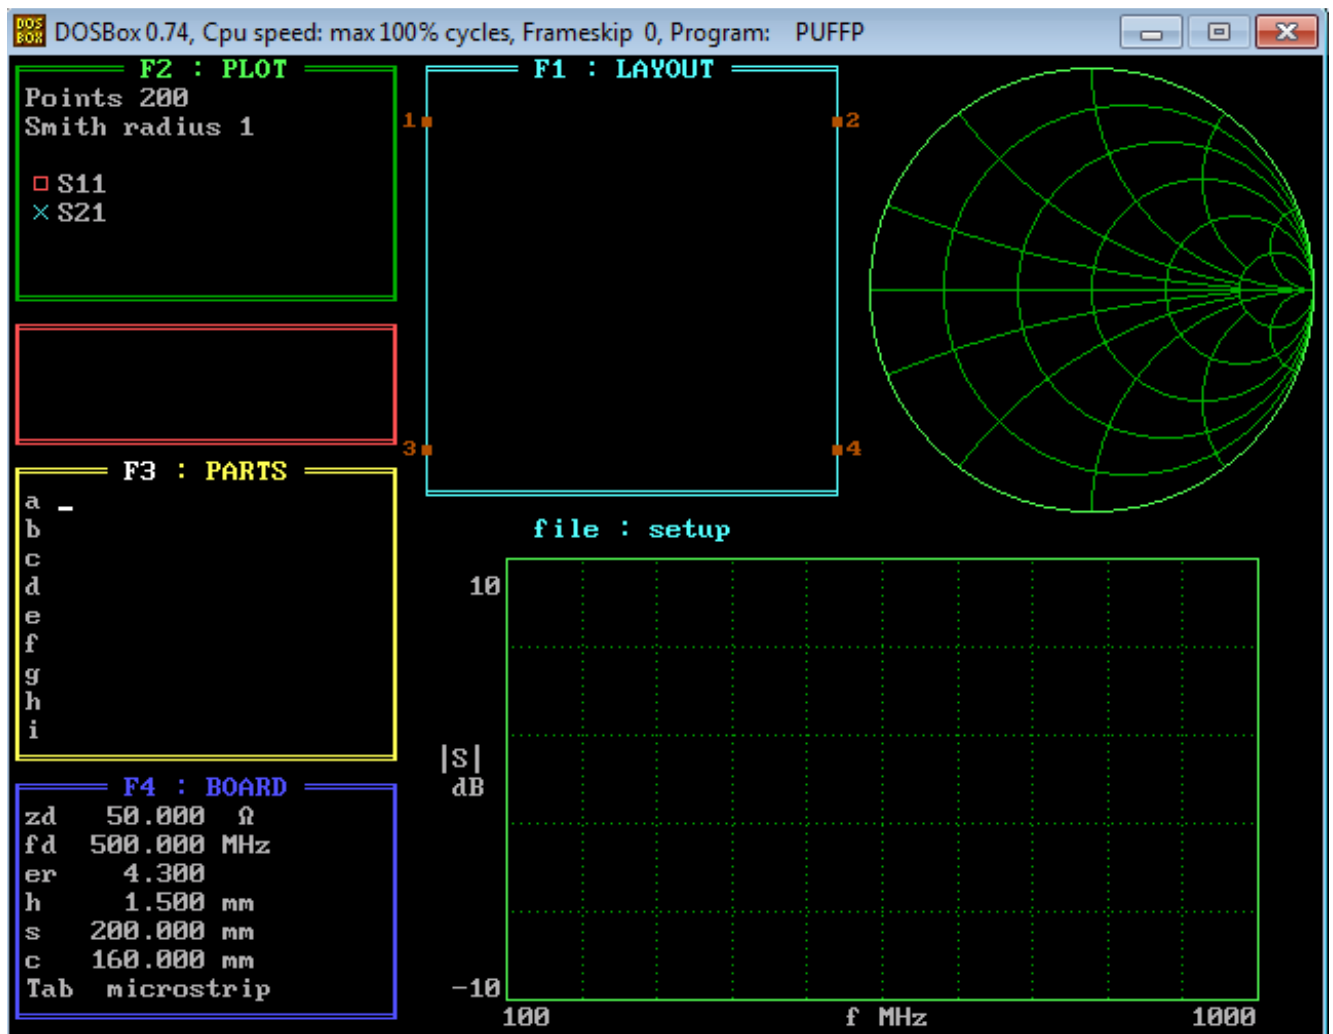 DOS BOX DOSBox 0.74, Cpu speed: max 100% cycles, Frameskip 0, Program: PUFFP
F2 : PLOT
Points 200
Smith radius 1
S11
S21
F1 : LAYOUT
1
2
3
4
F3 : PARTS
a _
b
c
d
e
f
g
h
i
file : setup
F4 : BOARD
zd 50.000 Ω
fd 500.000 MHz
er 4.300
h 1.500 mm
s 200.000 mm
c 160.000 mm
Tab microstrip
10
|S|
dB
-10
100 f MHz 1000